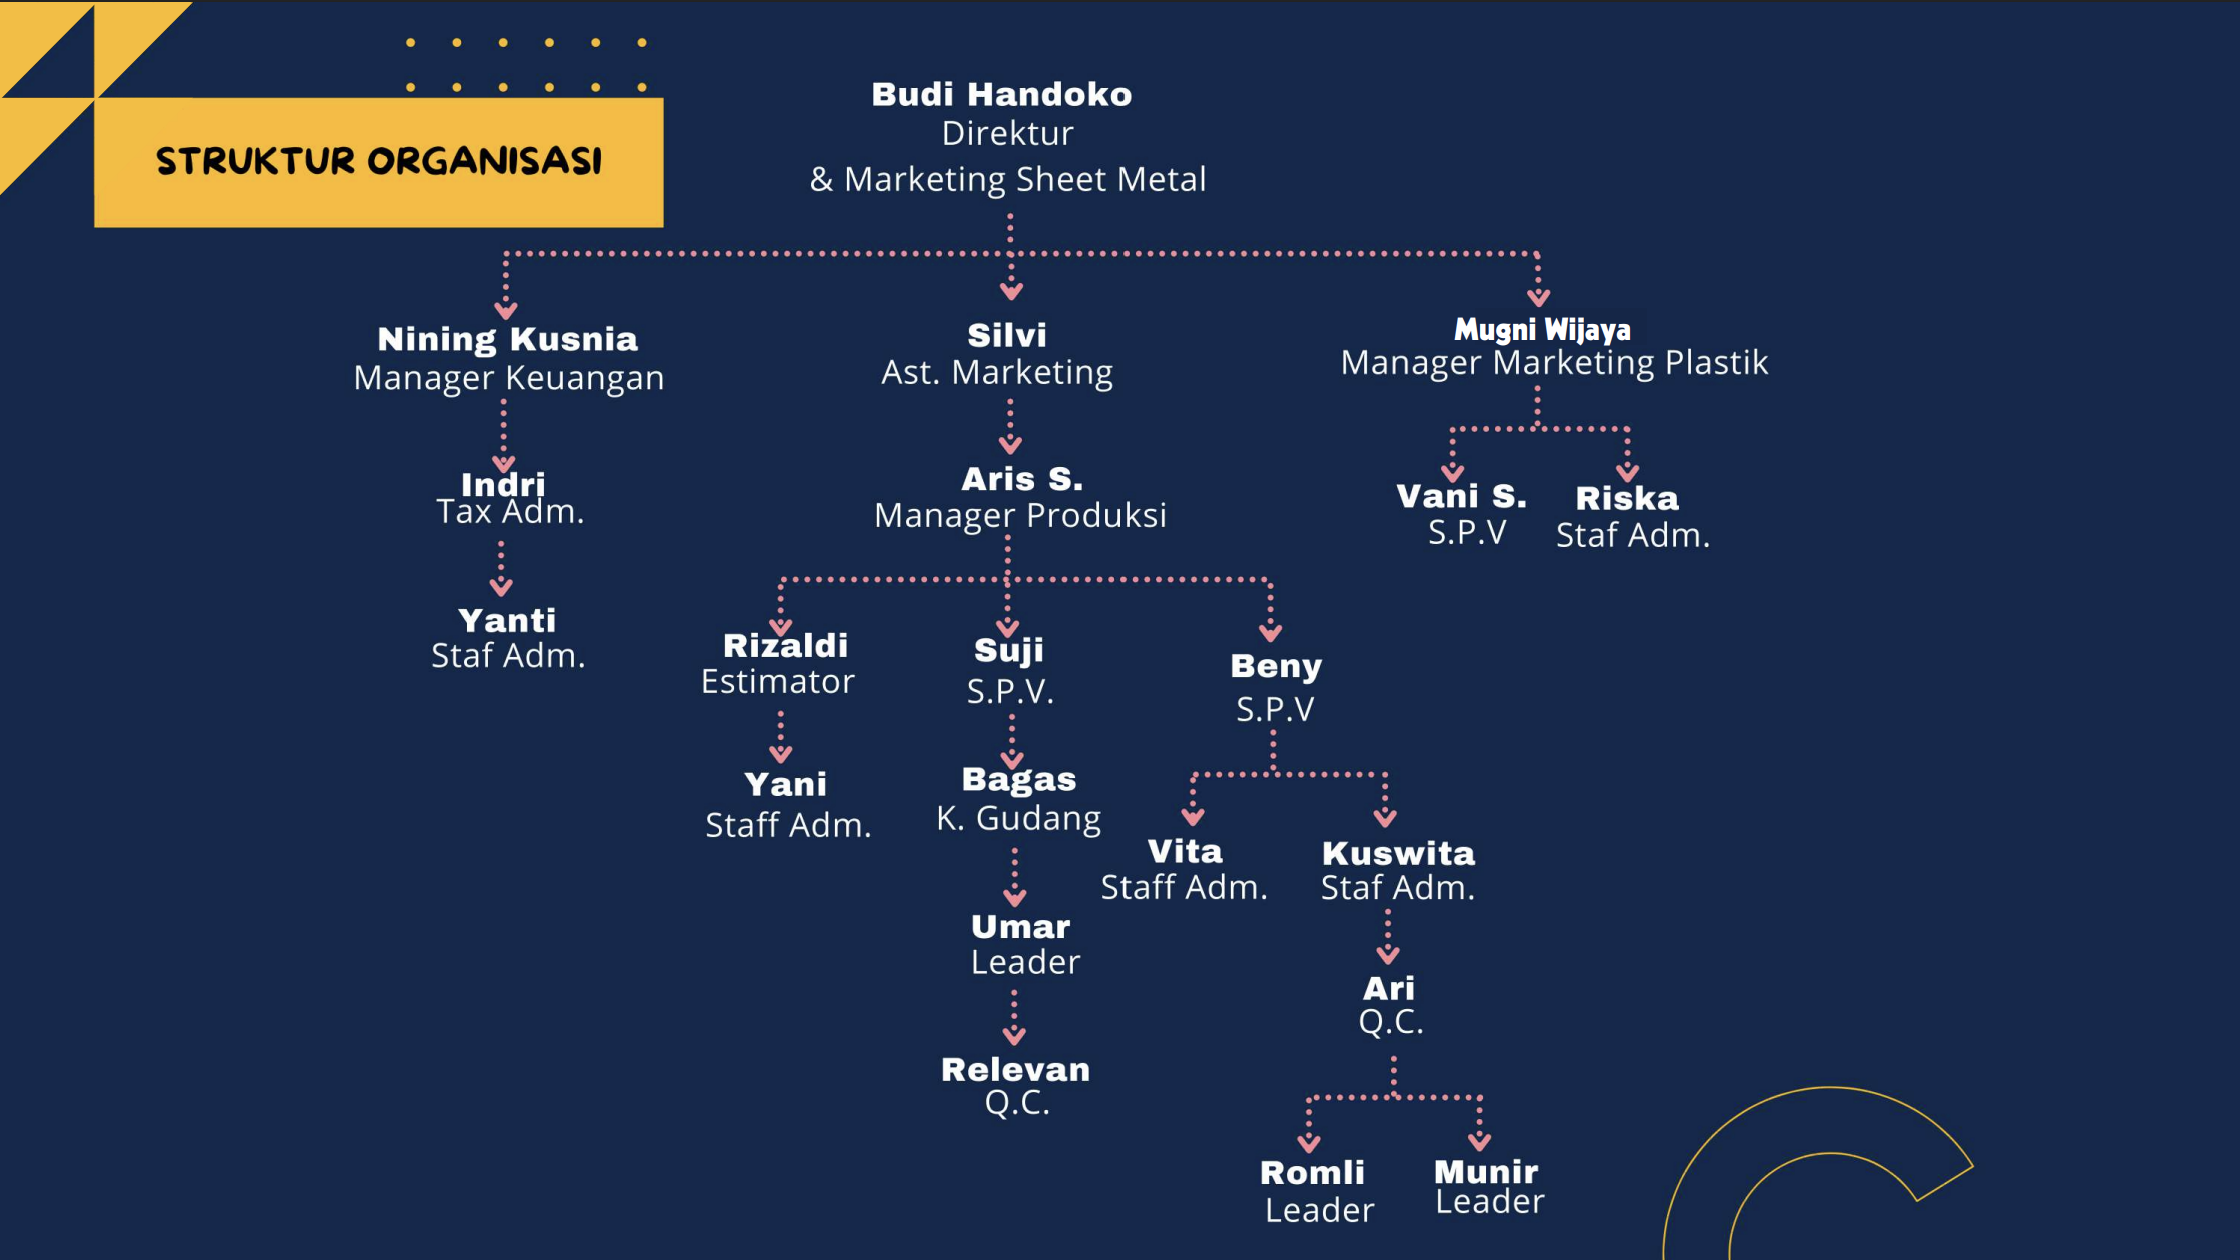 STRUKTUR ORGANISASI
Budi Handoko
Direktur
& Marketing Sheet Metal
Nining Kusnia
Manager Keuangan
Silvi
Ast. Marketing
Mugni Wijaya
Manager Marketing Plastik
Indri
Tax Adm.
Aris S.
Manager Produksi
Vani S.
S.P.V
Riska
Staf Adm.
Yanti
Staf Adm.
Rizaldi
Estimator
Suji
S.P.V.
Beny
S.P.V
Yani
Staff Adm.
Bagas
K. Gudang
Vita
Staff Adm.
Kuswita
Staf Adm.
Umar
Leader
Ari
Q.C.
Relevan
Q.C.
Romli
Leader
Munir
Leader